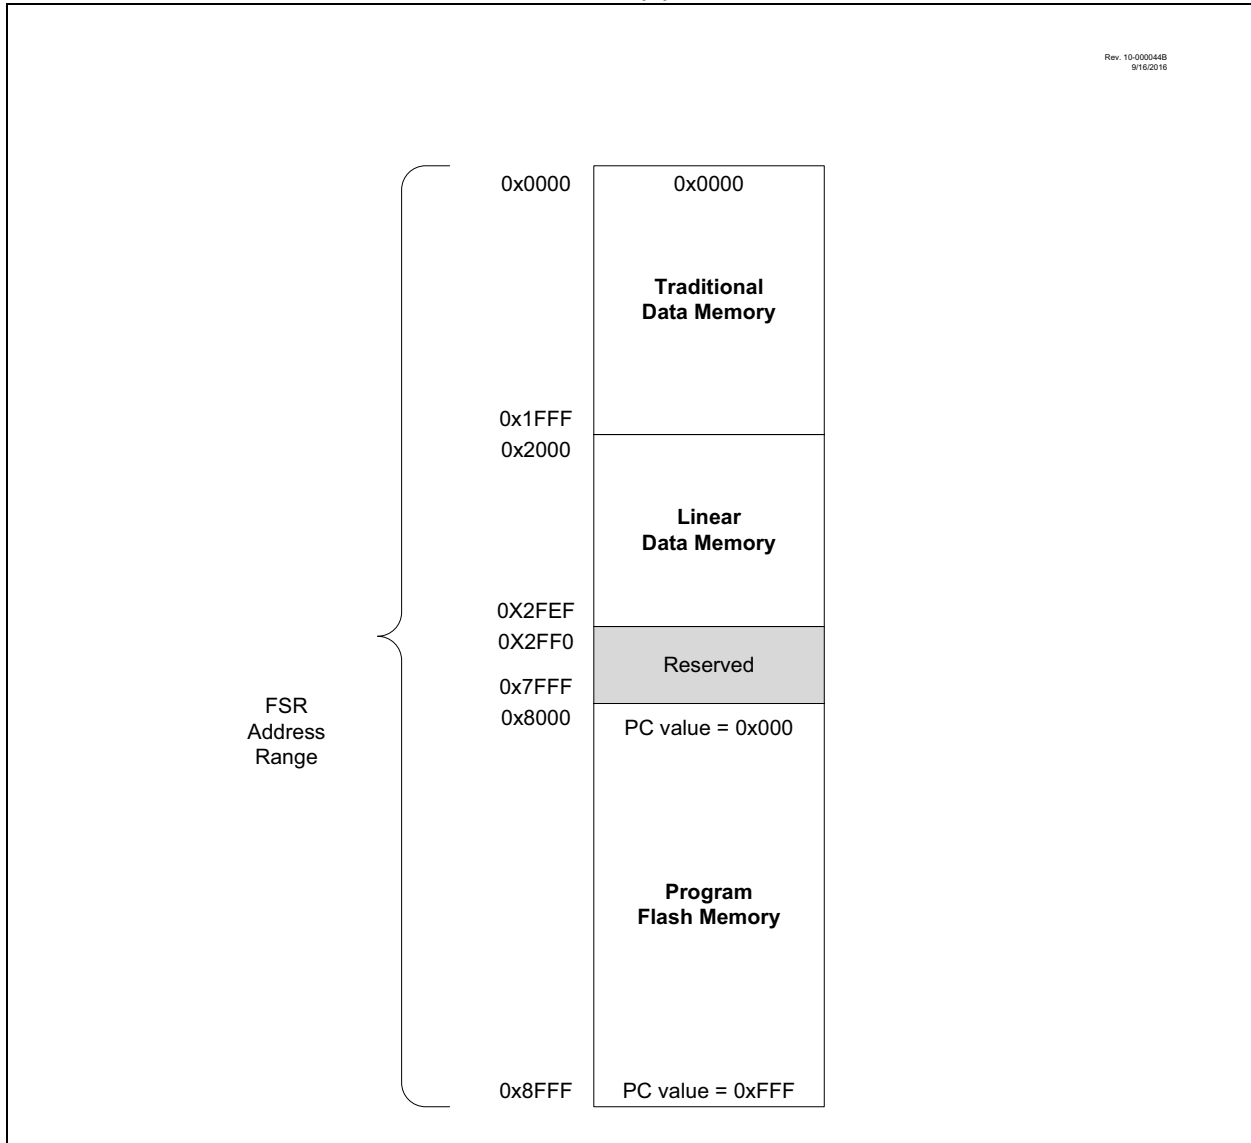 Rev. 10-000044B
9/16/2016
0x0000
0x0000
Traditional
Data Memory
0x1FFF
0x2000
Linear
Data Memory
0X2FEF
0X2FF0
Reserved
0x7FFF
0x8000
PC value = 0x000
FSR
Address
Range
Program
Flash Memory
0x8FFF
PC value = 0xFFF